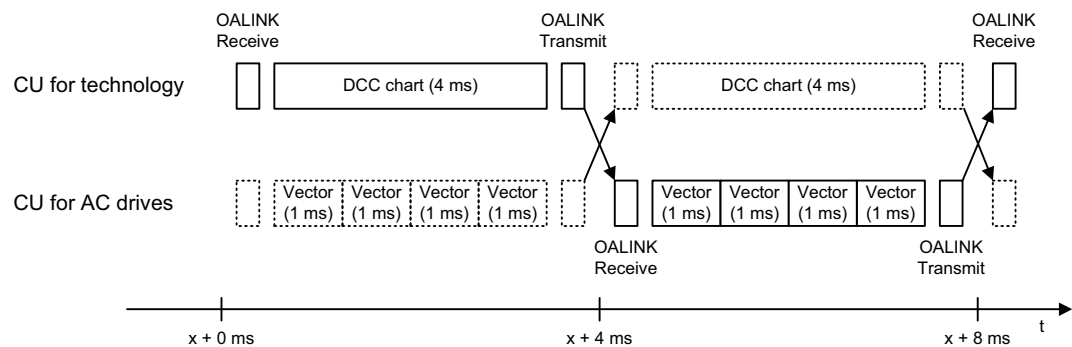 OALINK
Receive
OALINK
Transmit
OALINK
Receive
CU for technology
DCC chart (4 ms)
DCC chart (4 ms)
CU for AC drives
Vector
(1 ms)
Vector
(1 ms)
Vector
(1 ms)
Vector
(1 ms)
Vector
(1 ms)
Vector
(1 ms)
Vector
(1 ms)
Vector
(1 ms)
OALINK
Receive
OALINK
Transmit
t
x + 0 ms
x + 4 ms
x + 8 ms